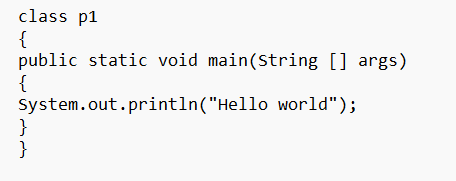 class p1
{
public static void main(String [] args)
{
System.out.println("Hello world");
}
}